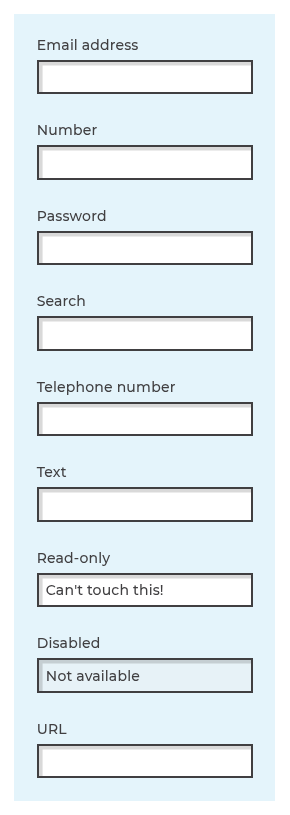 Email address
Number
Password
Search
Telephone number
Text
Read-only
Can't touch this!
Disabled
Not available
URL